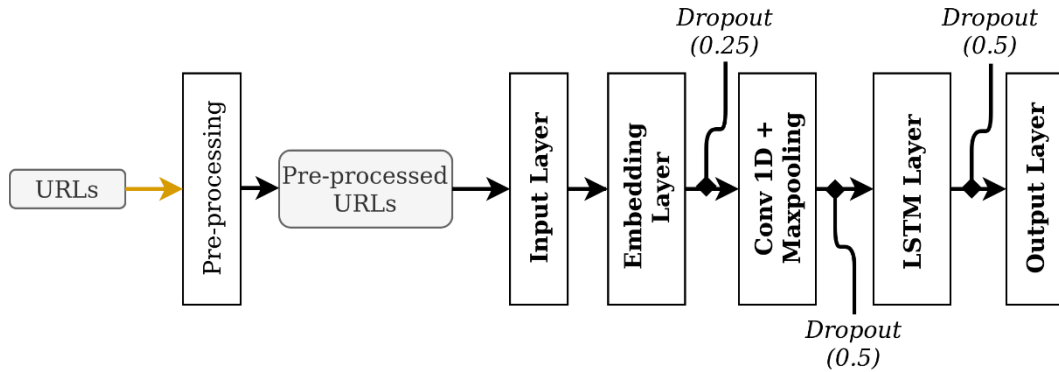 URLs
Pre-processing
Pre-processed
URLs
Input Layer
Embedding
Layer
Dropout
(0.25)
Conv 1D +
Maxpooling
Dropout
(0.5)
LSTM Layer
Dropout
(0.5)
Output Layer